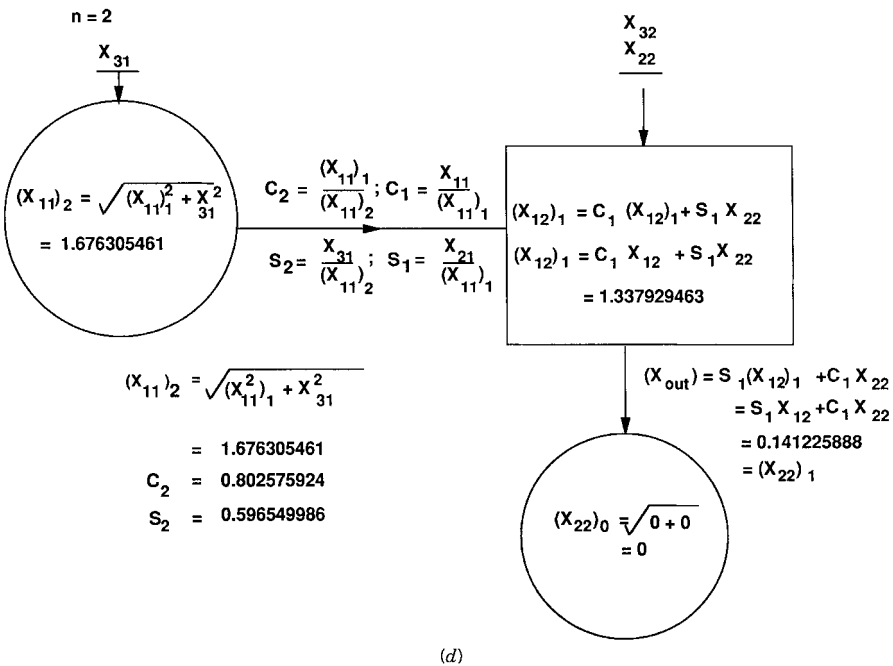 n = 2
X₃₁
X₃₂
X₂₂
(X₁₁)₂ = √((X₁₁)₁² + X₃₁²)
= 1.676305461
C₂ = (X₁₁)₁/(X₁₁)₂ ; C₁ = X₁₁/(X₁₁)₁
S₂ = X₃₁/(X₁₁)₂ ; S₁ = X₂₁/(X₁₁)₁
(X₁₂)₁ = C₁ (X₁₂)₁ + S₁ X₂₂
(X₁₂)₁ = C₁ X₁₂ + S₁ X₂₂
= 1.337929463
(X₁₁)₂ = √((X₁₁²)₁ + X₃₁²)
= 1.676305461
C₂ = 0.802575924
S₂ = 0.596549986
(Xout) = S₁(X₁₂)₁ + C₁ X₂₂
= S₁ X₁₂ + C₁ X₂₂
= 0.141225888
= (X₂₂)₁
(X₂₂)₀ = √(0 + 0)
= 0
(d)